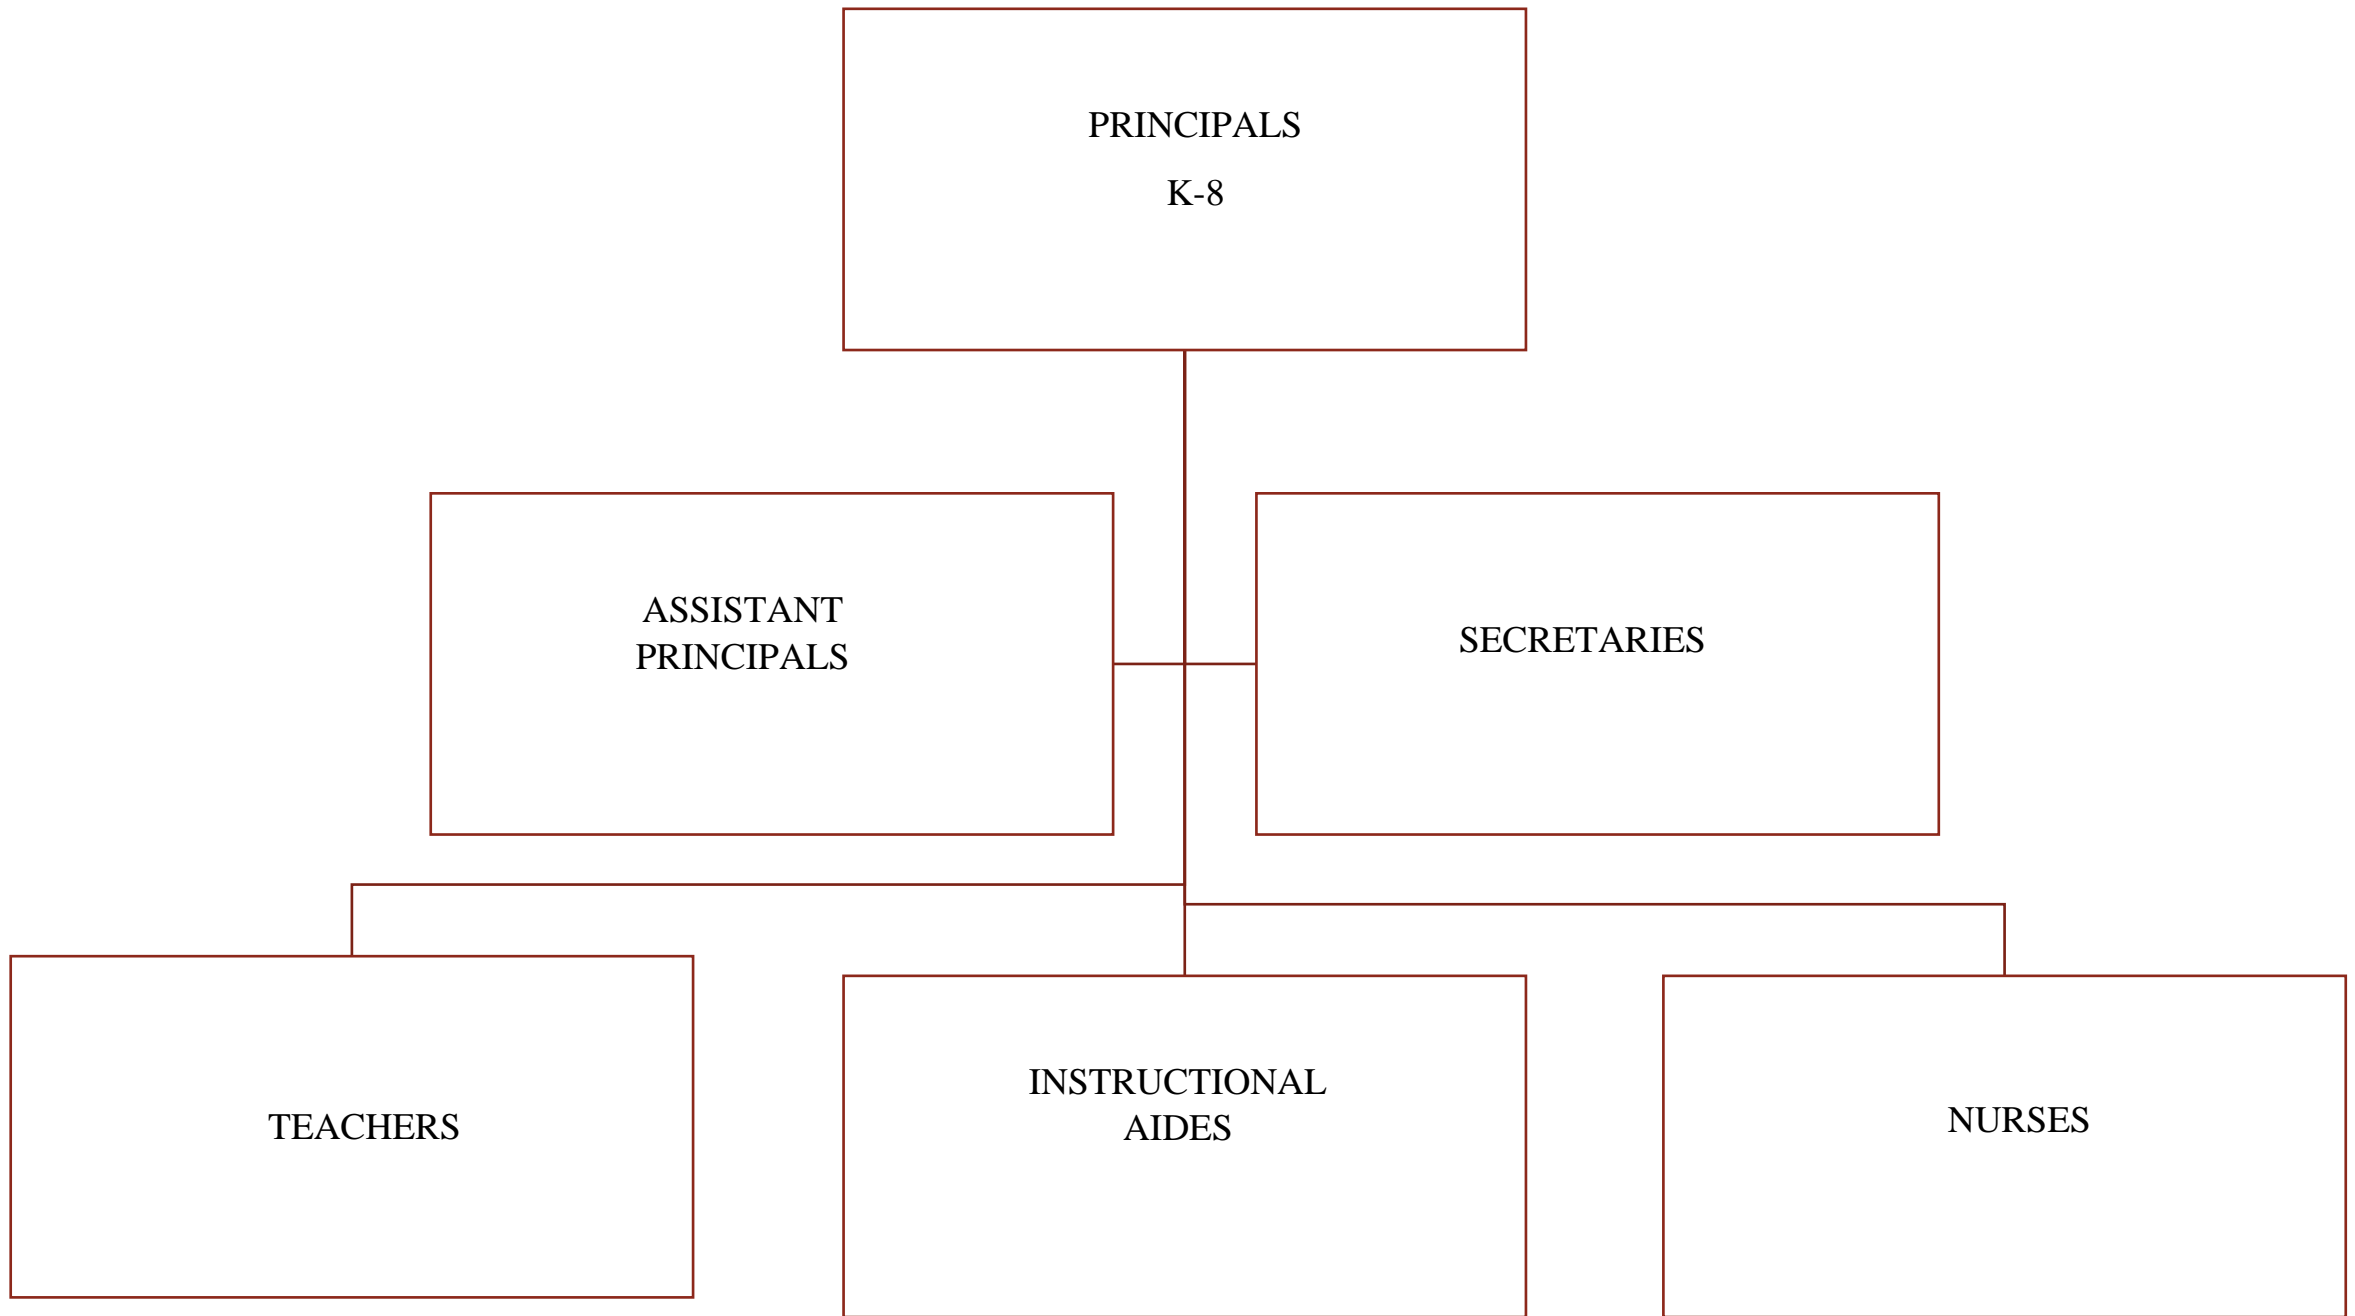 PRINCIPALS
K-8
ASSISTANT
PRINCIPALS
SECRETARIES
TEACHERS
INSTRUCTIONAL
AIDES
NURSES